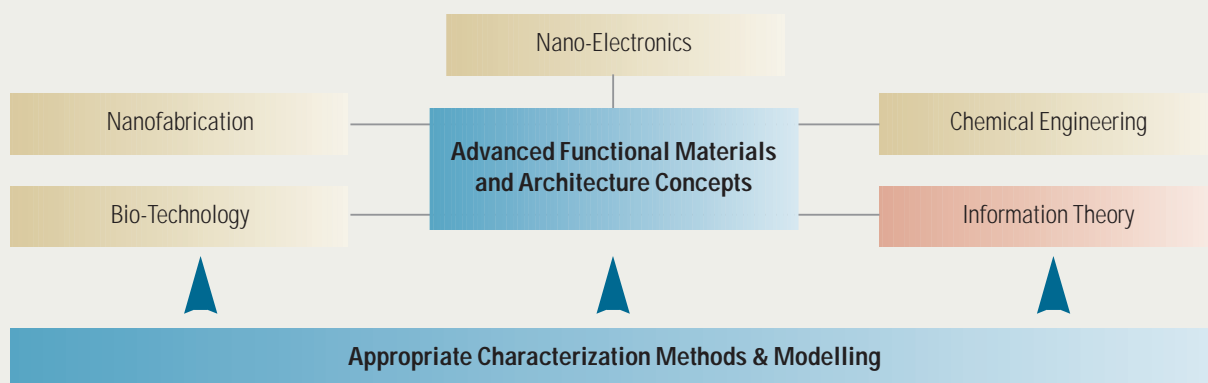 Nano-Electronics
Nanofabrication
Advanced Functional Materials
and Architecture Concepts
Chemical Engineering
Bio-Technology
Information Theory
Appropriate Characterization Methods & Modelling